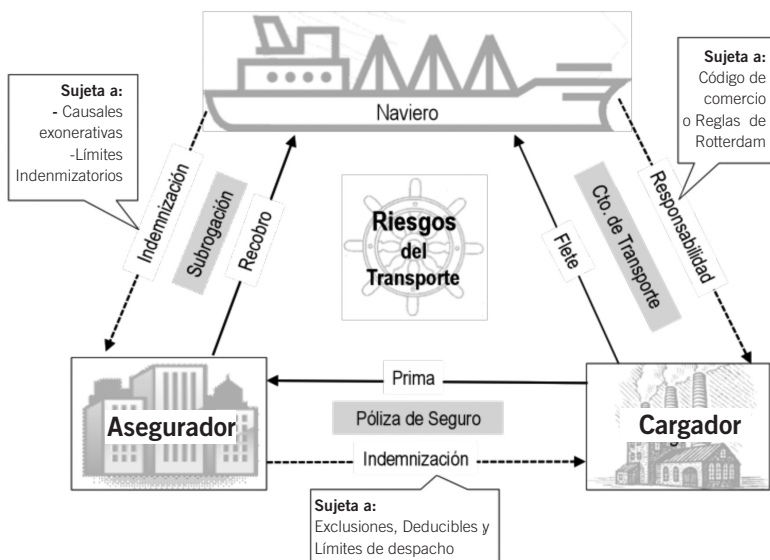 Sujeta a:
- Causales
exonerativas
-Límites
Indenmizatorios
Naviero
Sujeta a:
Código de
comercio
o Reglas de
Rotterdam
Indemnización
Subrogación
Recobro
Riesgos
del
Transporte
Flete
Cto. de Transporte
Responsabilidad
Asegurador
Prima
Póliza de Seguro
Indemnización
Cargador
Sujeta a:
Exclusiones, Deducibles y
Límites de despacho